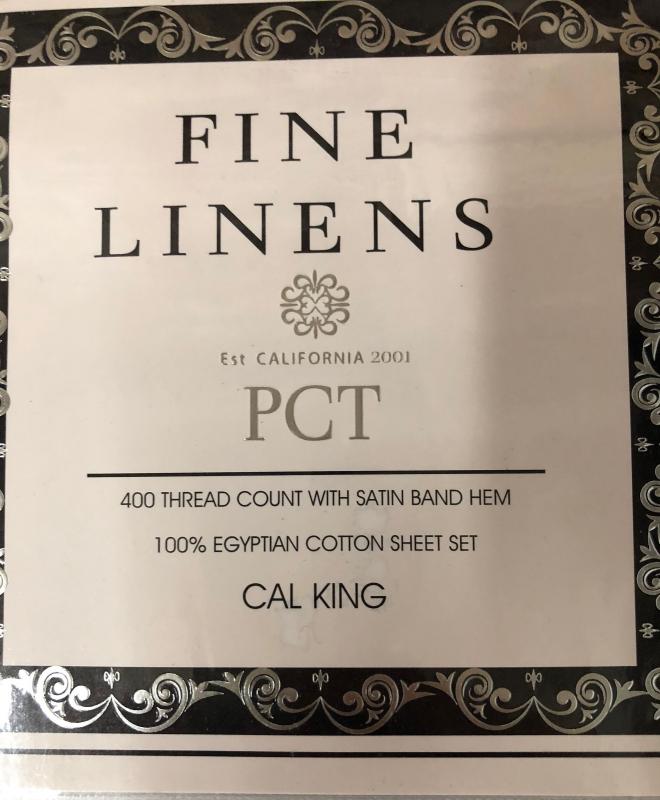 FINE
LINENS
Est CALIFORNIA 2001
PCT
400 THREAD COUNT WITH SATIN BAND HEM
100% EGYPTIAN COTTON SHEET SET
CAL KING